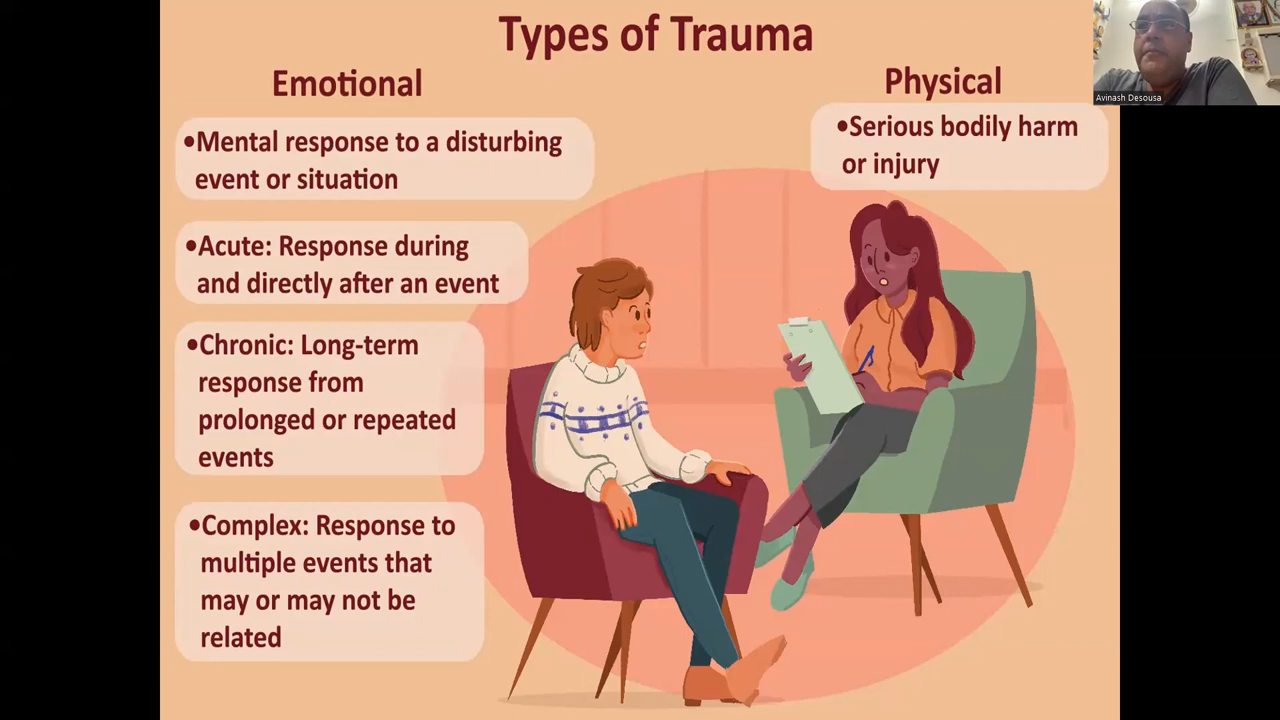 Types of Trauma
Emotional
•Mental response to a disturbing
event or situation
•Acute: Response during
and directly after an event
•Chronic: Long-term
response from
prolonged or repeated
events
•Complex: Response to
multiple events that
may or may not be
related
Physical
•Serious bodily harm
or injury
Avinash Desousa